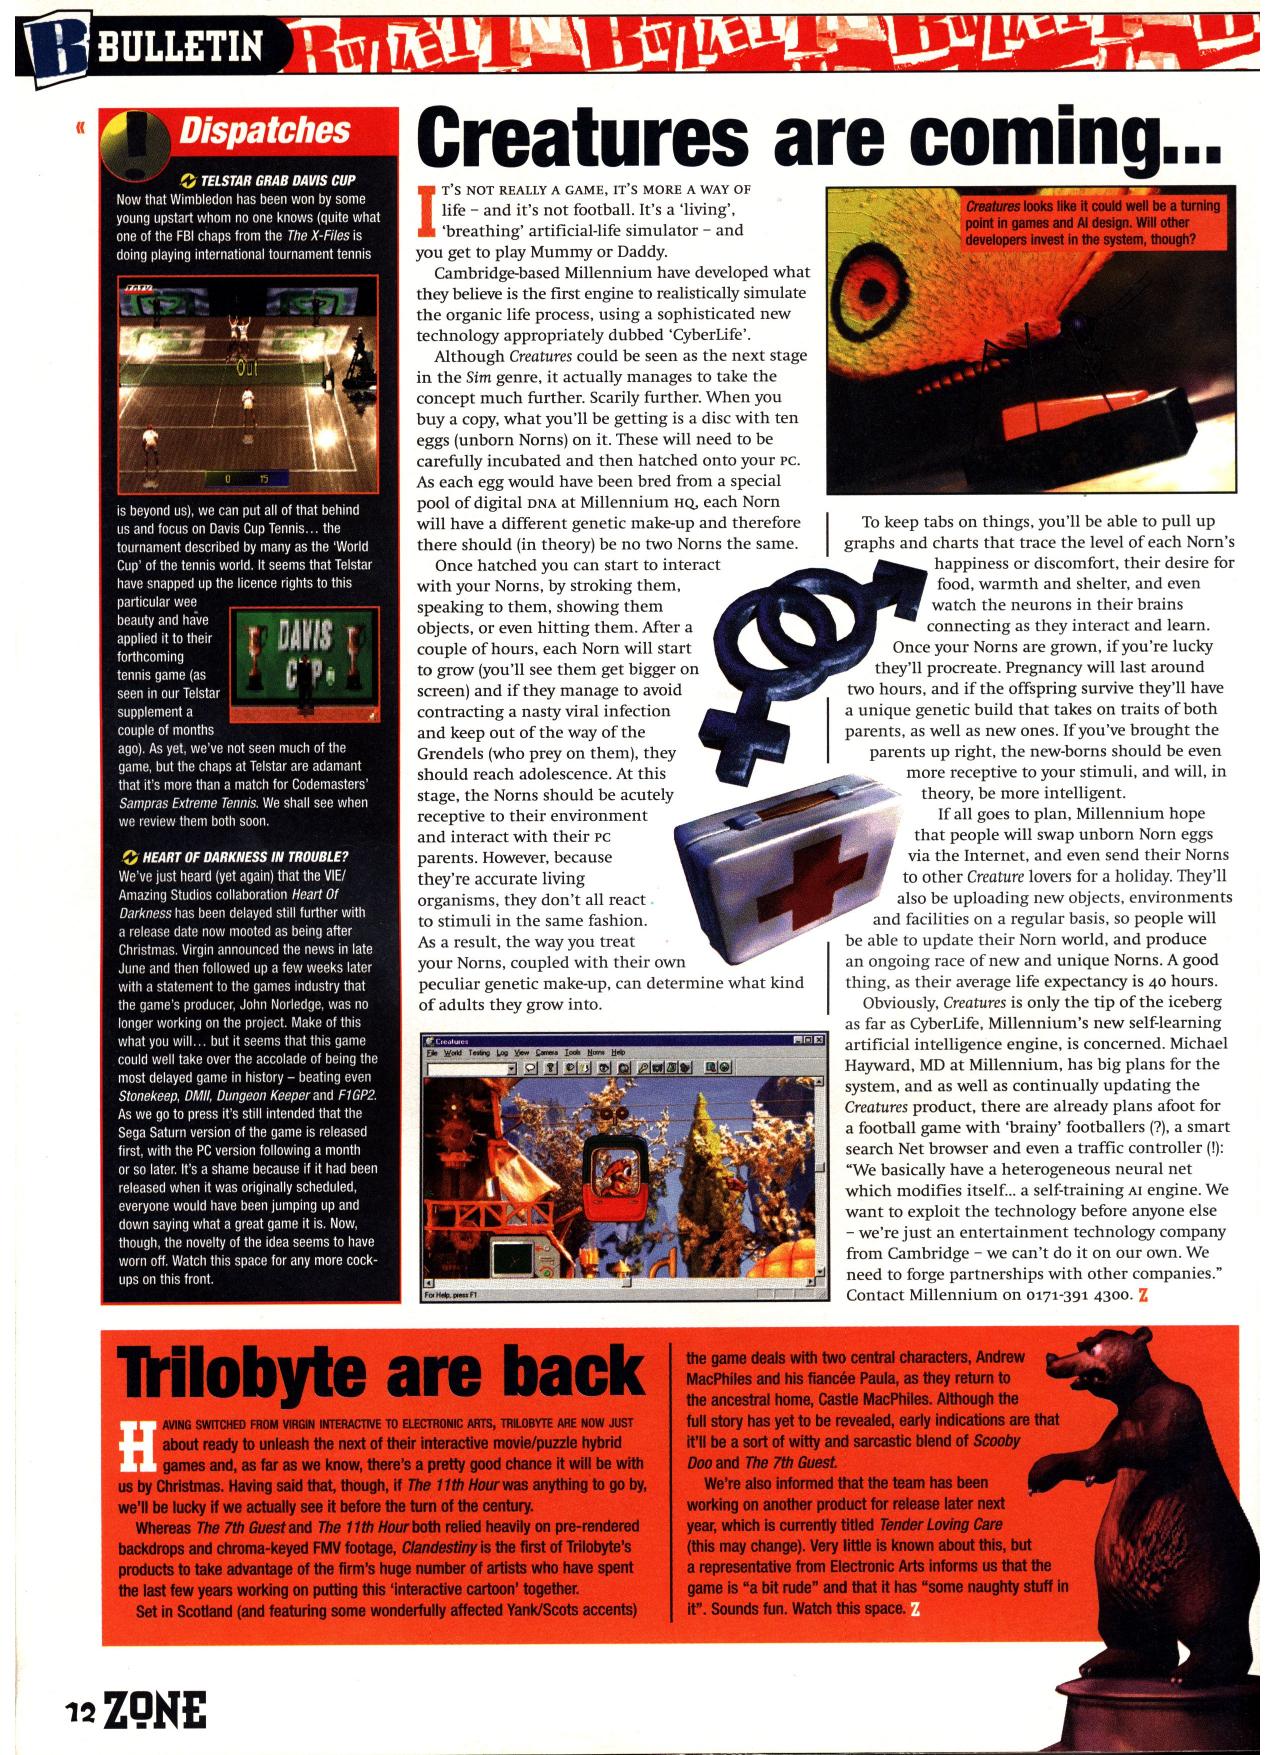 BULLETIN
Dispatches
TELSTAR GRAB DAVIS CUP
Now that Wimbledon has been won by some
young upstart whom no one knows (quite what
one of the FBI chaps from the The X-Files is
doing playing international tournament tennis
Out
0 15
is beyond us), we can put all of that behind
us and focus on Davis Cup Tennis… the
tournament described by many as the ‘World
Cup’ of the tennis world. It seems that Telstar
have snapped up the licence rights to this
particular wee
beauty and have
applied it to their
forthcoming
tennis game (as
seen in our Telstar
supplement a
couple of months
DAVIS
CUP
ago). As yet, we’ve not seen much of the
game, but the chaps at Telstar are adamant
that it’s more than a match for Codemasters’
Sampras Extreme Tennis. We shall see when
we review them both soon.
HEART OF DARKNESS IN TROUBLE?
We’ve just heard (yet again) that the VIE/
Amazing Studios collaboration Heart Of
Darkness has been delayed still further with
a release date now mooted as being after
Christmas. Virgin announced the news in late
June and then followed up a few weeks later
with a statement to the games industry that
the game’s producer, John Norledge, was no
longer working on the project. Make of this
what you will… but it seems that this game
could well take over the accolade of being the
most delayed game in history – beating even
Stonekeep, DMII, Dungeon Keeper and F1GP2.
As we go to press it’s still intended that the
Sega Saturn version of the game is released
first, with the PC version following a month
or so later. It’s a shame because if it had been
released when it was originally scheduled,
everyone would have been jumping up and
down saying what a great game it is. Now,
though, the novelty of the idea seems to have
worn off. Watch this space for any more cock-
ups on this front.
Creatures are coming...
IT’S NOT REALLY A GAME, IT’S MORE A WAY OF
life – and it’s not football. It’s a ‘living’,
‘breathing’ artificial-life simulator – and
you get to play Mummy or Daddy.
Cambridge-based Millennium have developed what
they believe is the first engine to realistically simulate
the organic life process, using a sophisticated new
technology appropriately dubbed ‘CyberLife’.
Although Creatures could be seen as the next stage
in the Sim genre, it actually manages to take the
concept much further. Scarily further. When you
buy a copy, what you’ll be getting is a disc with ten
eggs (unborn Norns) on it. These will need to be
carefully incubated and then hatched onto your PC.
As each egg would have been bred from a special
pool of digital DNA at Millennium HQ, each Norn
will have a different genetic make-up and therefore
there should (in theory) be no two Norns the same.
Once hatched you can start to interact
with your Norns, by stroking them,
speaking to them, showing them
objects, or even hitting them. After a
couple of hours, each Norn will start
to grow (you’ll see them get bigger on
screen) and if they manage to avoid
contracting a nasty viral infection
and keep out of the way of the
Grendels (who prey on them), they
should reach adolescence. At this
stage, the Norns should be acutely
receptive to their environment
and interact with their PC
parents. However, because
they’re accurate living
organisms, they don’t all react
to stimuli in the same fashion.
As a result, the way you treat
your Norns, coupled with their own
peculiar genetic make-up, can determine what kind
of adults they grow into.
Creatures
File World Testing Log View Camera Tools Norns Help
For Help, press F1
Creatures looks like it could well be a turning
point in games and AI design. Will other
developers invest in the system, though?
To keep tabs on things, you’ll be able to pull up
graphs and charts that trace the level of each Norn’s
happiness or discomfort, their desire for
food, warmth and shelter, and even
watch the neurons in their brains
connecting as they interact and learn.
Once your Norns are grown, if you’re lucky
they’ll procreate. Pregnancy will last around
two hours, and if the offspring survive they’ll have
a unique genetic build that takes on traits of both
parents, as well as new ones. If you’ve brought the
parents up right, the new-borns should be even
more receptive to your stimuli, and will, in
theory, be more intelligent.
If all goes to plan, Millennium hope
that people will swap unborn Norn eggs
via the Internet, and even send their Norns
to other Creature lovers for a holiday. They’ll
also be uploading new objects, environments
and facilities on a regular basis, so people will
be able to update their Norn world, and produce
an ongoing race of new and unique Norns. A good
thing, as their average life expectancy is 40 hours.
Obviously, Creatures is only the tip of the iceberg
as far as CyberLife, Millennium’s new self-learning
artificial intelligence engine, is concerned. Michael
Hayward, MD at Millennium, has big plans for the
system, and as well as continually updating the
Creatures product, there are already plans afoot for
a football game with ‘brainy’ footballers (?), a smart
search Net browser and even a traffic controller (!):
“We basically have a heterogeneous neural net
which modifies itself… a self-training AI engine. We
want to exploit the technology before anyone else
– we’re just an entertainment technology company
from Cambridge – we can’t do it on our own. We
need to forge partnerships with other companies.”
Contact Millennium on 0171-391 4300. Z
Trilobyte are back
HAVING SWITCHED FROM VIRGIN INTERACTIVE TO ELECTRONIC ARTS, TRILOBYTE ARE NOW JUST
about ready to unleash the next of their interactive movie/puzzle hybrid
games and, as far as we know, there’s a pretty good chance it will be with
us by Christmas. Having said that, though, if The 11th Hour was anything to go by,
we’ll be lucky if we actually see it before the turn of the century.
Whereas The 7th Guest and The 11th Hour both relied heavily on pre-rendered
backdrops and chroma-keyed FMV footage, Clandestiny is the first of Trilobyte’s
products to take advantage of the firm’s huge number of artists who have spent
the last few years working on putting this ‘interactive cartoon’ together.
Set in Scotland (and featuring some wonderfully affected Yank/Scots accents)
the game deals with two central characters, Andrew
MacPhiles and his fiancée Paula, as they return to
the ancestral home, Castle MacPhiles. Although the
full story has yet to be revealed, early indications are that
it’ll be a sort of witty and sarcastic blend of Scooby
Doo and The 7th Guest.
We’re also informed that the team has been
working on another product for release later next
year, which is currently titled Tender Loving Care
(this may change). Very little is known about this, but
a representative from Electronic Arts informs us that the
game is “a bit rude” and that it has “some naughty stuff in
it”. Sounds fun. Watch this space. Z
12 ZONE